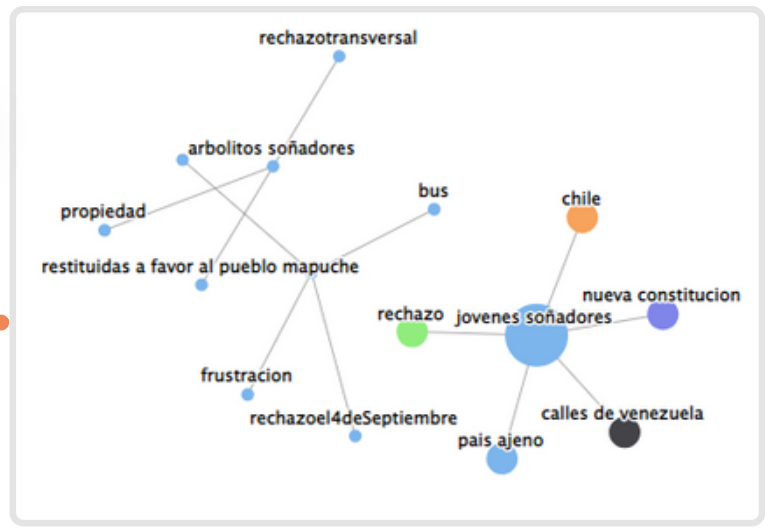 rechazotransversal
arbolitos soñadores
bus
chile
propiedad
restituidas a favor al pueblo mapuche
nueva constitucion
rechazo
jovenes soñadores
frustracion
rechazoel4deSeptiembre
calles de venezuela
pais ajeno